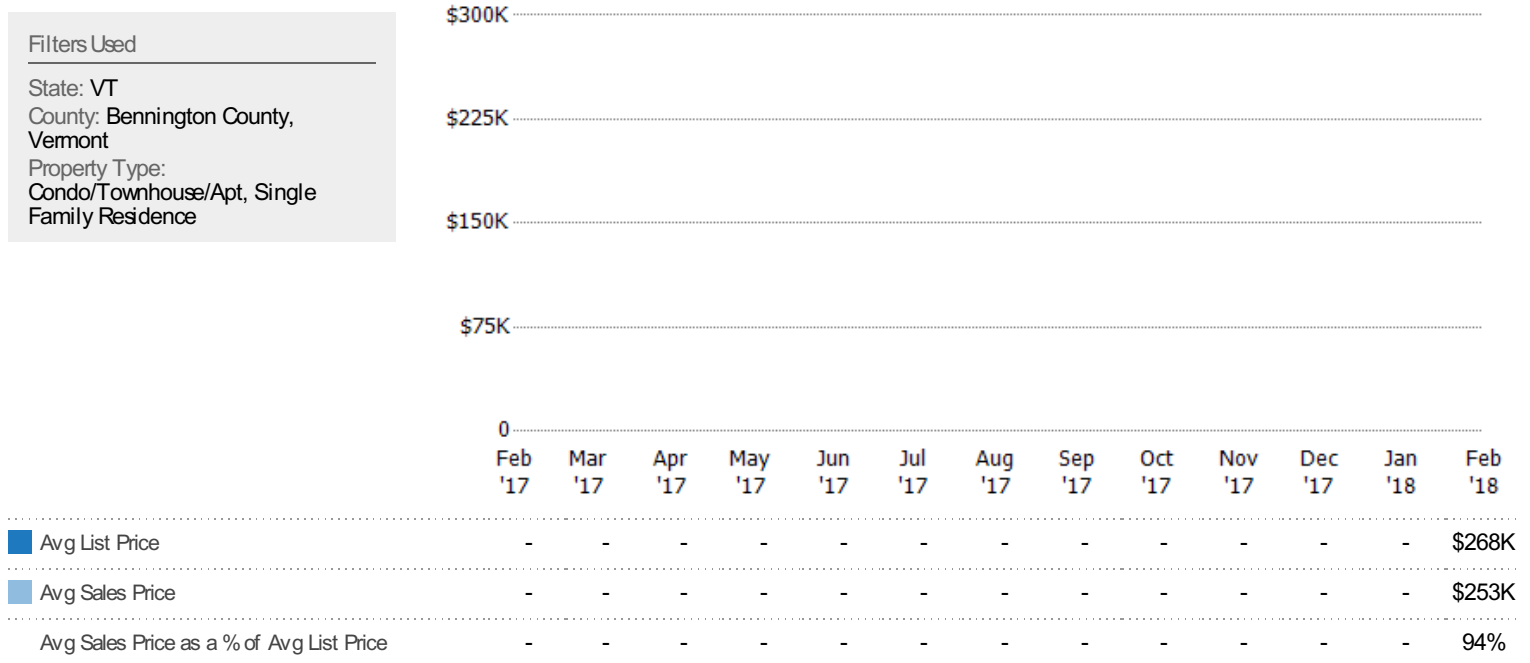 Filters Used
State: VT
County: Bennington County,
Vermont
Property Type:
Condo/Townhouse/Apt, Single
Family Residence
$300K
$225K
$150K
$75K
0
Feb Mar Apr May Jun Jul Aug Sep Oct Nov Dec Jan Feb
'17 '17 '17 '17 '17 '17 '17 '17 '17 '17 '17 '18 '18
Avg List Price - - - - - - - - - - - - $268K
Avg Sales Price - - - - - - - - - - - - $253K
Avg Sales Price as a % of Avg List Price - - - - - - - - - - - - 94%